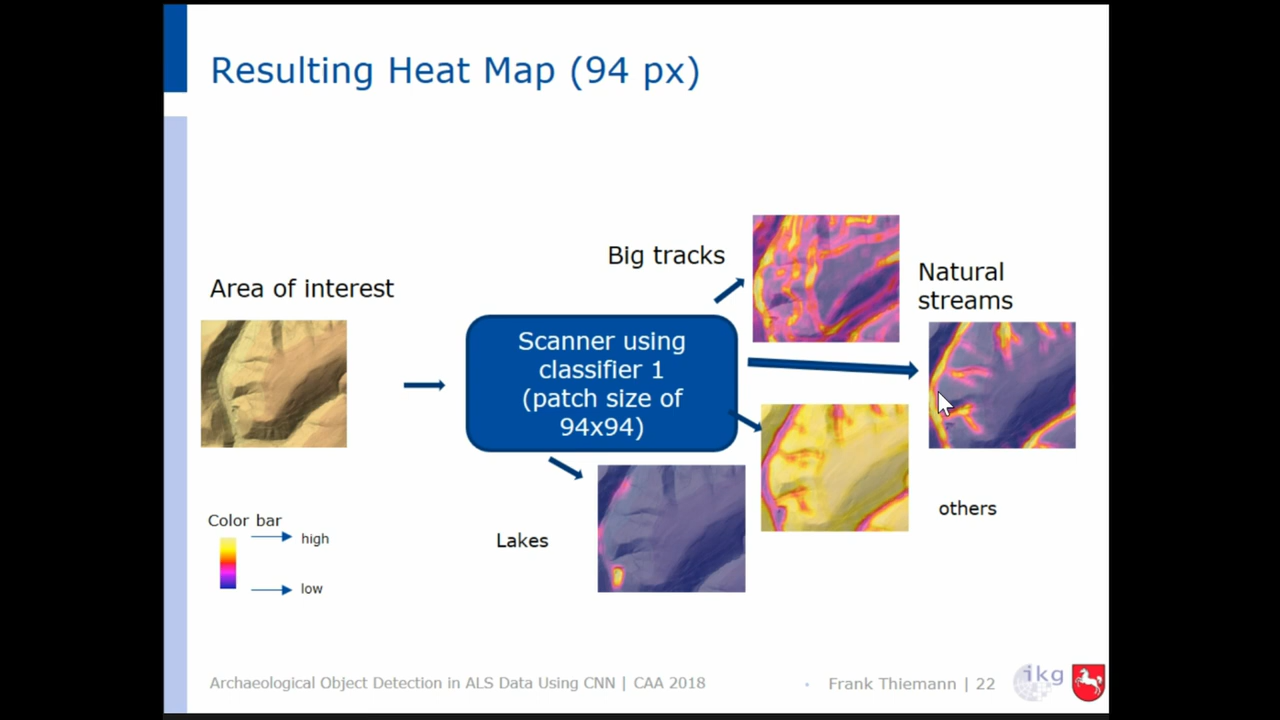 Resulting Heat Map (94 px)
Big tracks
Natural
streams
Area of interest
Scanner using
classifier 1
(patch size of
94x94)
others
Color bar
high
Lakes
low
Archaeological Object Detection in ALS Data Using CNN | CAA 2018
Frank Thiemann | 22
ikg